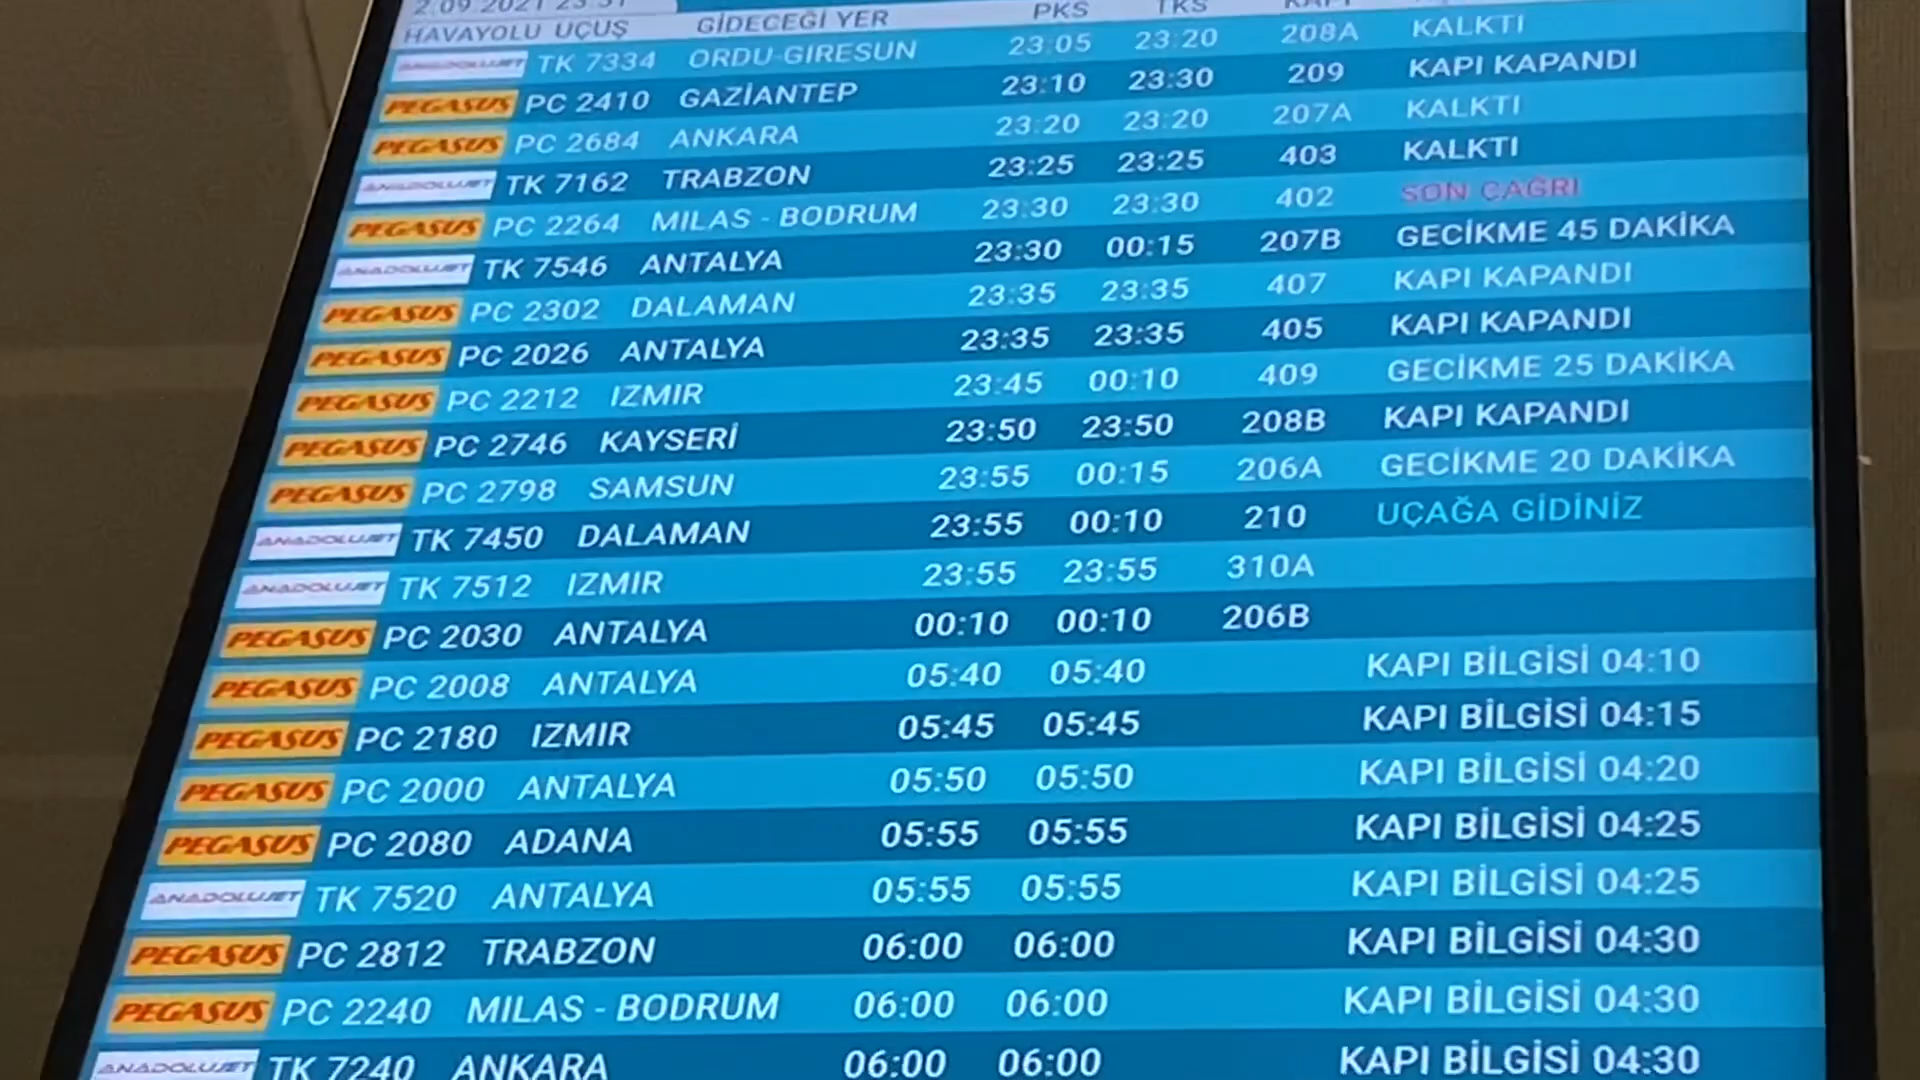 2.09.2021 23:31
HAVAYOLU UÇUŞ GİDECEĞİ YER PKS TKS KAPI
ANADOLUJET TK 7334 ORDU-GIRESUN 23:05 23:20 208A KALKTI
PEGASUS PC 2410 GAZİANTEP 23:10 23:30 209 KAPI KAPANDI
PEGASUS PC 2684 ANKARA 23:20 23:20 207A KALKTI
ANADOLUJET TK 7162 TRABZON 23:25 23:25 403 KALKTI
PEGASUS PC 2264 MILAS - BODRUM 23:30 23:30 402 SON ÇAĞRI
ANADOLUJET TK 7546 ANTALYA 23:30 00:15 207B GECİKME 45 DAKİKA
PEGASUS PC 2302 DALAMAN 23:35 23:35 407 KAPI KAPANDI
PEGASUS PC 2026 ANTALYA 23:35 23:35 405 KAPI KAPANDI
PEGASUS PC 2212 IZMIR 23:45 00:10 409 GECİKME 25 DAKİKA
PEGASUS PC 2746 KAYSERİ 23:50 23:50 208B KAPI KAPANDI
PEGASUS PC 2798 SAMSUN 23:55 00:15 206A GECİKME 20 DAKİKA
ANADOLUJET TK 7450 DALAMAN 23:55 00:10 210 UÇAĞA GİDİNİZ
ANADOLUJET TK 7512 IZMIR 23:55 23:55 310A
PEGASUS PC 2030 ANTALYA 00:10 00:10 206B
PEGASUS PC 2008 ANTALYA 05:40 05:40 KAPI BİLGİSİ 04:10
PEGASUS PC 2180 IZMIR 05:45 05:45 KAPI BİLGİSİ 04:15
PEGASUS PC 2000 ANTALYA 05:50 05:50 KAPI BİLGİSİ 04:20
PEGASUS PC 2080 ADANA 05:55 05:55 KAPI BİLGİSİ 04:25
ANADOLUJET TK 7520 ANTALYA 05:55 05:55 KAPI BİLGİSİ 04:25
PEGASUS PC 2812 TRABZON 06:00 06:00 KAPI BİLGİSİ 04:30
PEGASUS PC 2240 MILAS - BODRUM 06:00 06:00 KAPI BİLGİSİ 04:30
ANADOLUJET TK 7240 ANKARA 06:00 06:00 KAPI BİLGİSİ 04:30